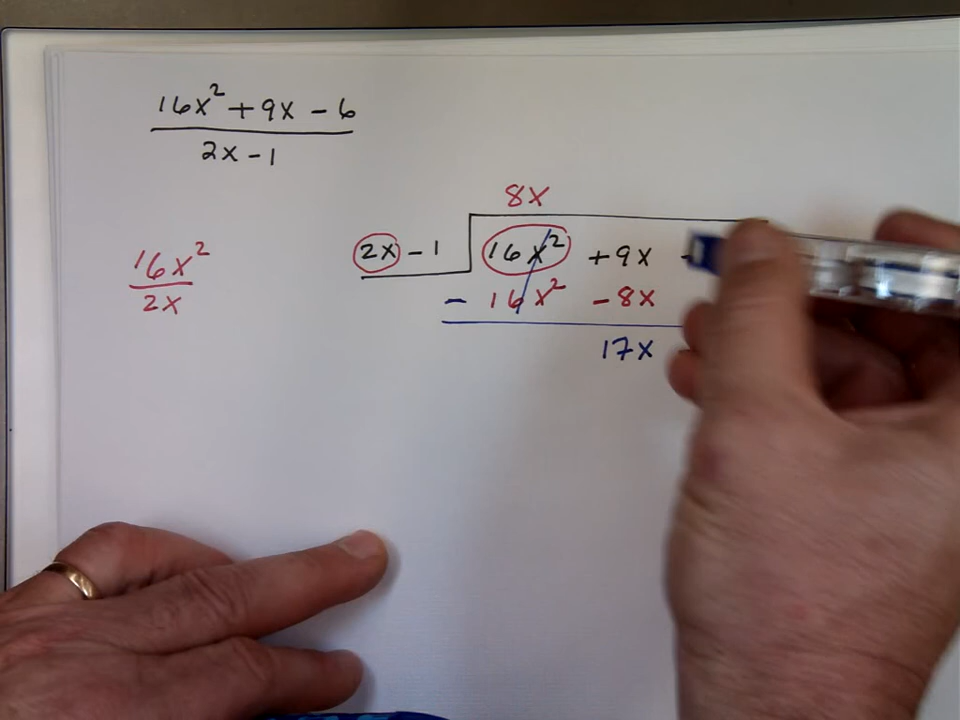 16x² + 9x - 6
2x - 1
8x
2x - 1 16x² + 9x -
16x²
2x
- 16x² - 8x
17x